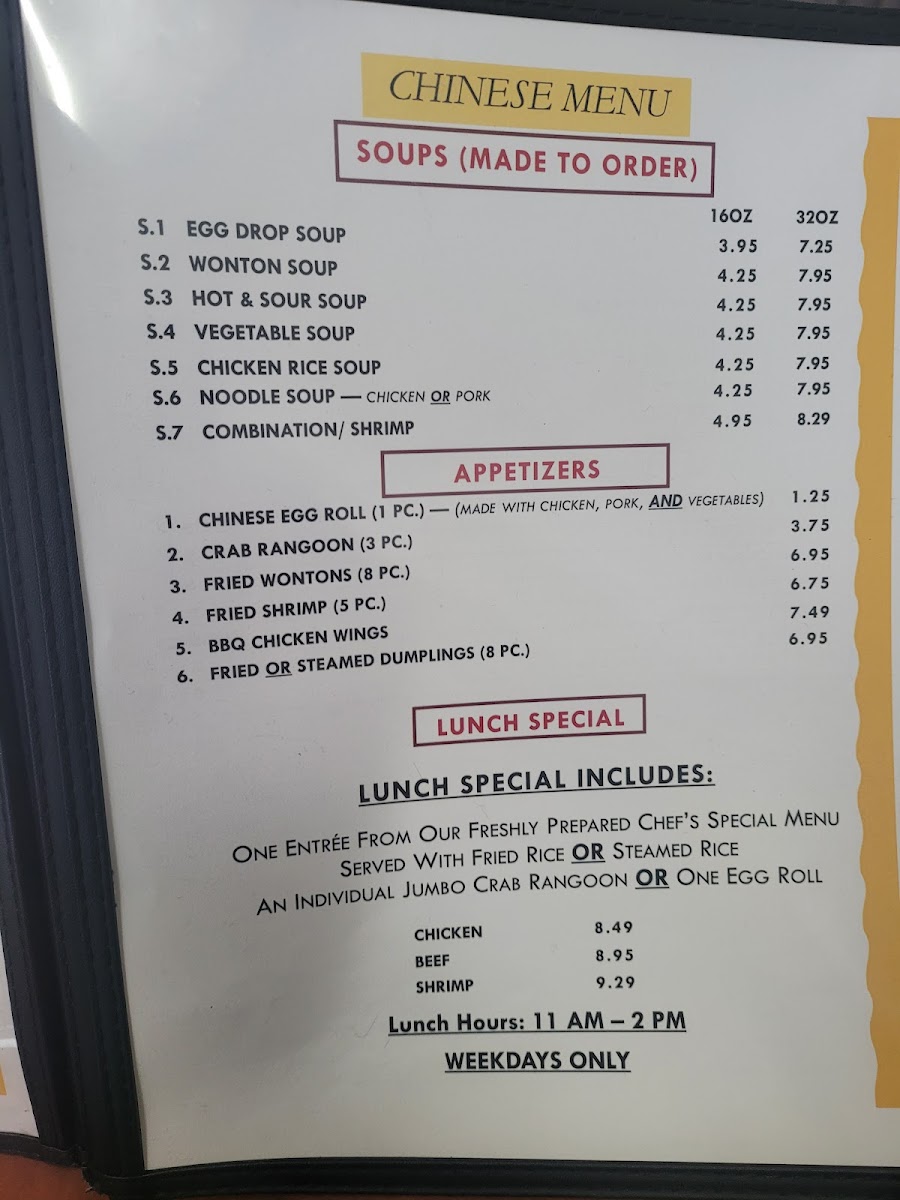 CHINESE MENU
SOUPS (MADE TO ORDER)
16OZ 32OZ
S.1 EGG DROP SOUP 3.95 7.25
S.2 WONTON SOUP 4.25 7.95
S.3 HOT & SOUR SOUP 4.25 7.95
S.4 VEGETABLE SOUP 4.25 7.95
S.5 CHICKEN RICE SOUP 4.25 7.95
S.6 NOODLE SOUP — CHICKEN OR PORK 4.25 7.95
S.7 COMBINATION/ SHRIMP 4.95 8.29
APPETIZERS
1. CHINESE EGG ROLL (1 PC.) — (MADE WITH CHICKEN, PORK, AND VEGETABLES) 1.25
2. CRAB RANGOON (3 PC.) 3.75
3. FRIED WONTONS (8 PC.) 6.95
4. FRIED SHRIMP (5 PC.) 6.75
5. BBQ CHICKEN WINGS 7.49
6. FRIED OR STEAMED DUMPLINGS (8 PC.) 6.95
LUNCH SPECIAL
LUNCH SPECIAL INCLUDES:
ONE ENTRÉE FROM OUR FRESHLY PREPARED CHEF'S SPECIAL MENU
SERVED WITH FRIED RICE OR STEAMED RICE
AN INDIVIDUAL JUMBO CRAB RANGOON OR ONE EGG ROLL
CHICKEN 8.49
BEEF 8.95
SHRIMP 9.29
Lunch Hours: 11 AM – 2 PM
WEEKDAYS ONLY